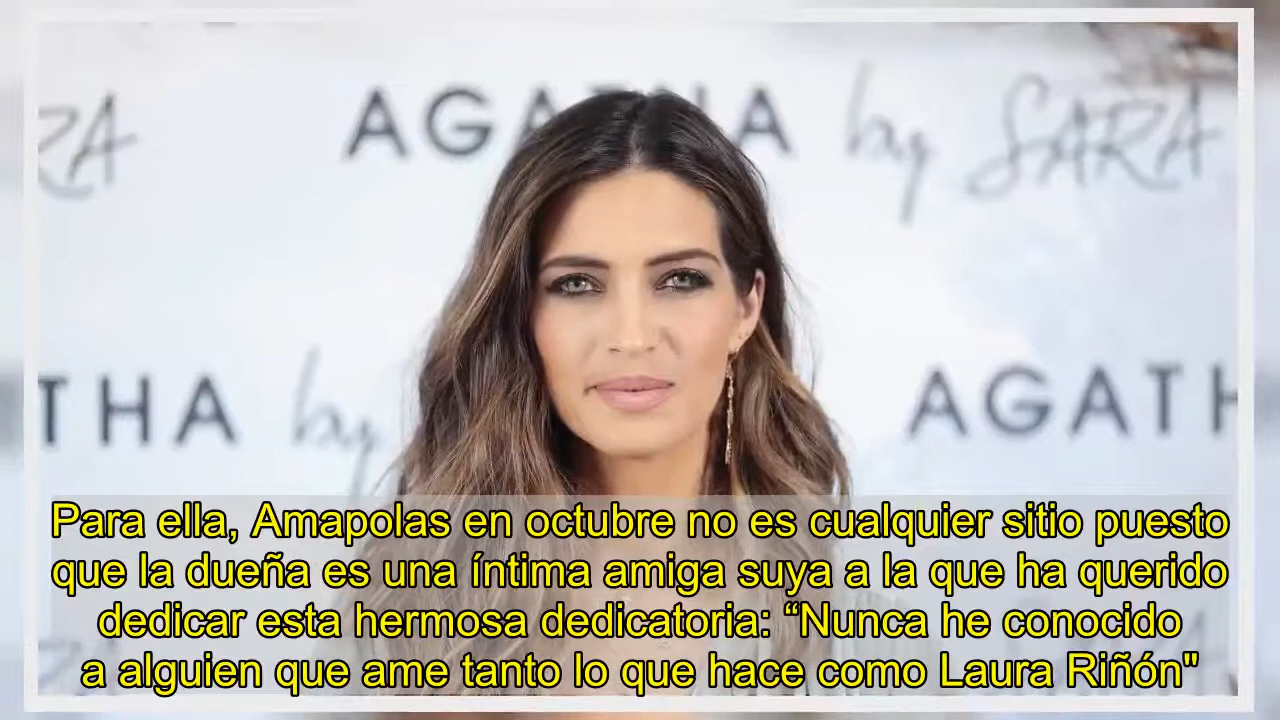 RA
AGATHA by SARA
THA by
AGATH
Para ella, Amapolas en octubre no es cualquier sitio puesto
que la dueña es una íntima amiga suya a la que ha querido
dedicar esta hermosa dedicatoria: “Nunca he conocido
a alguien que ame tanto lo que hace como Laura Riñón"